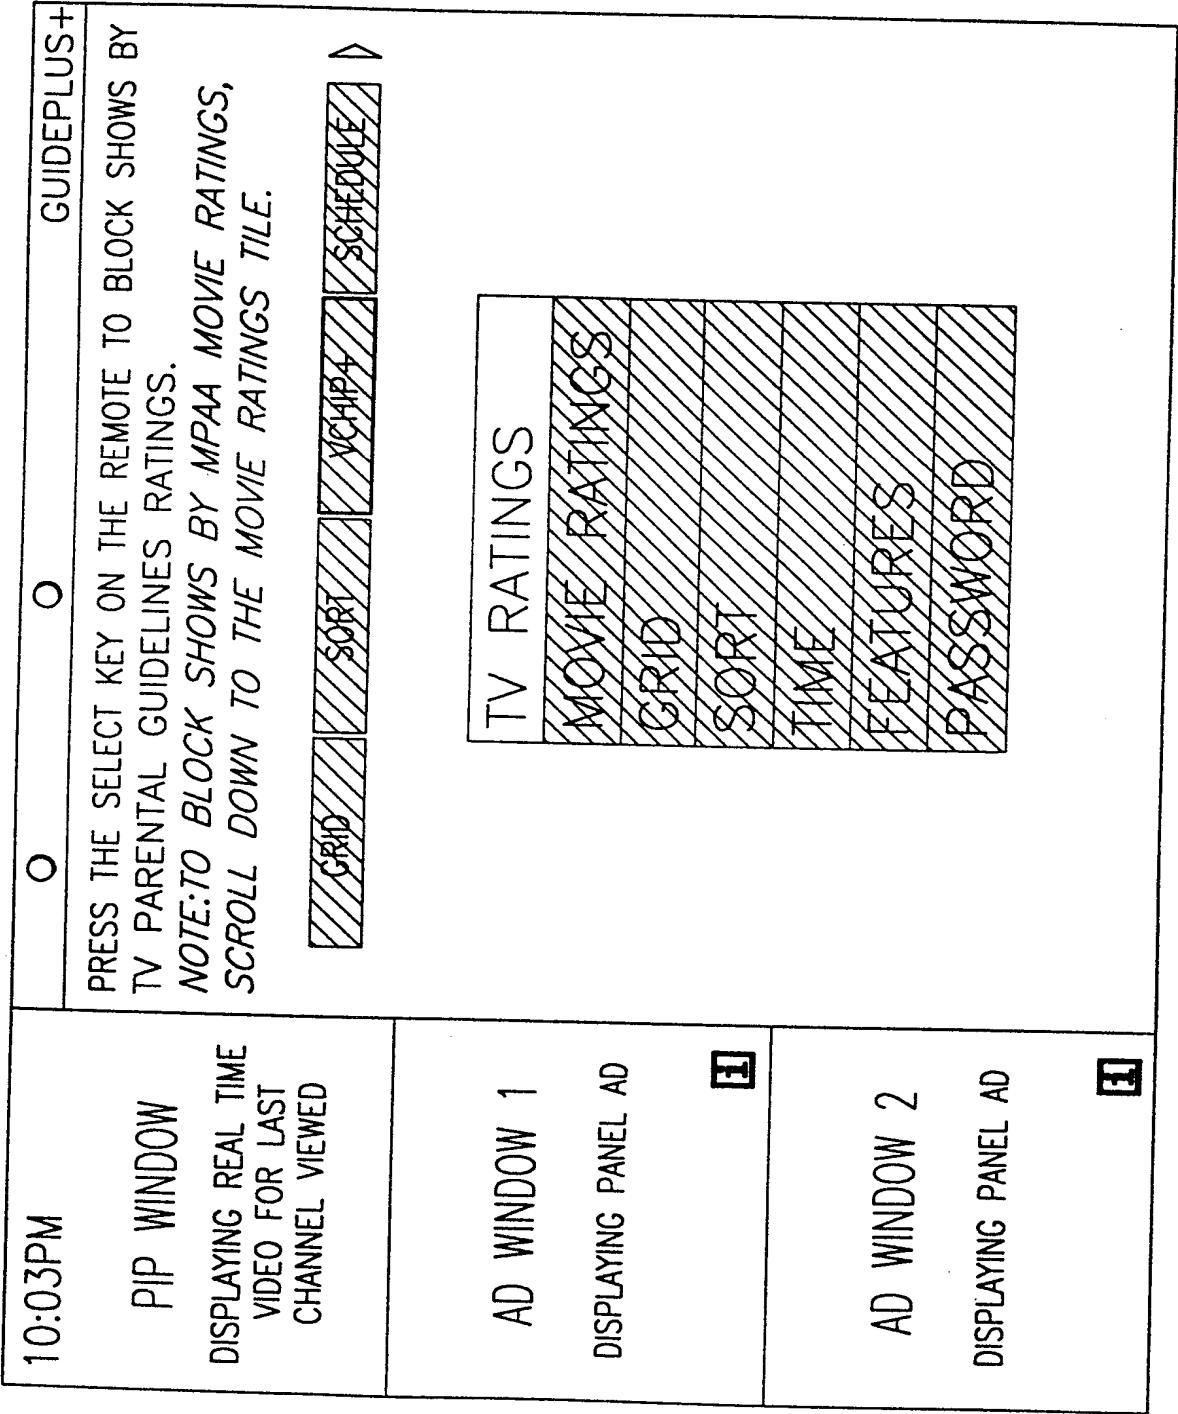 10:03PM
PIP WINDOW
DISPLAYING REAL TIME
VIDEO FOR LAST
CHANNEL VIEWED
AD WINDOW 1
DISPLAYING PANEL AD
i
AD WINDOW 2
DISPLAYING PANEL AD
i
GUIDEPLUS+
PRESS THE SELECT KEY ON THE REMOTE TO BLOCK SHOWS BY
TV PARENTAL GUIDELINES RATINGS.
NOTE:TO BLOCK SHOWS BY MPAA MOVIE RATINGS,
SCROLL DOWN TO THE MOVIE RATINGS TILE.
GRID SORT VCHIP+ SCHEDULE
TV RATINGS
MOVIE RATINGS
GRID
SORT
TIME
FEATURES
PASSWORD